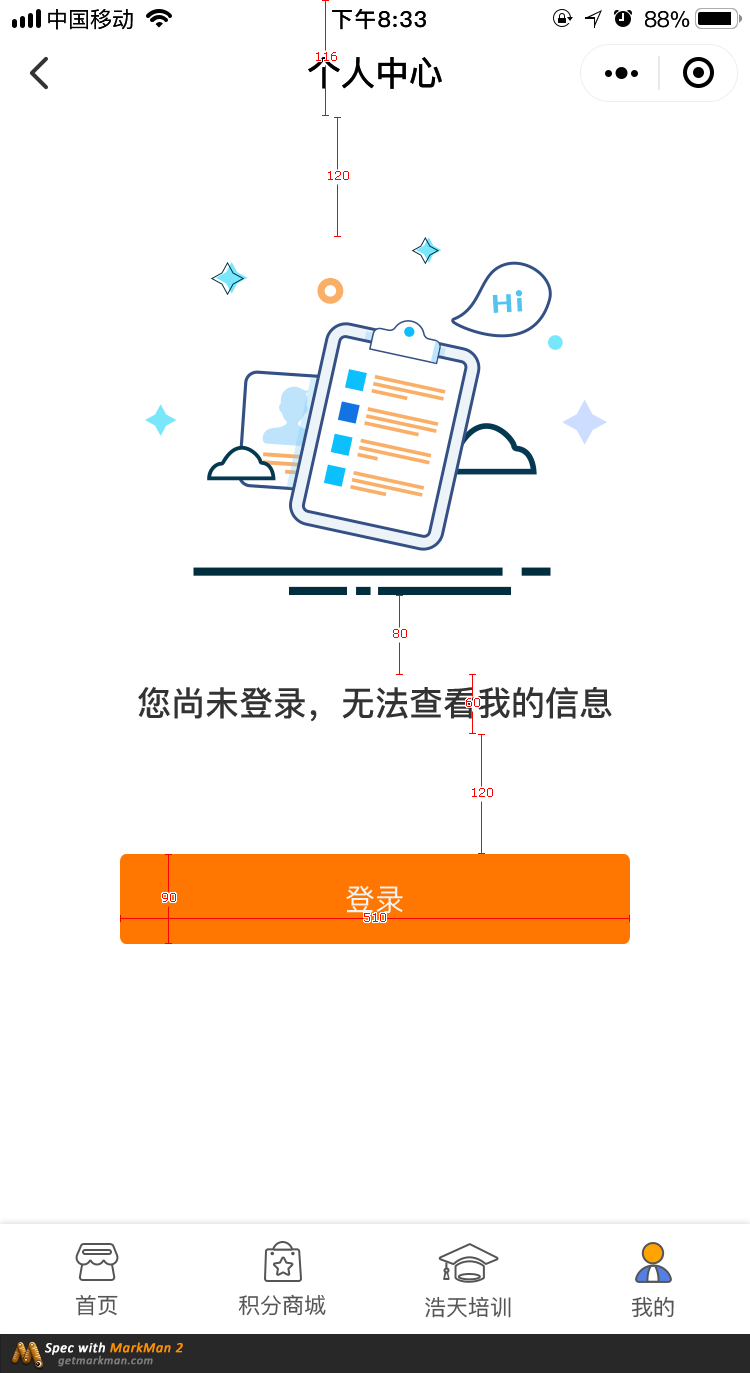 中国移动 下午8:33 88%
116
个人中心
120
Hi
80
您尚未登录，无法查看我的信息
60
120
90
登录
510
首页 积分商城 浩天培训 我的
Spec with MarkMan 2
getmarkman.com